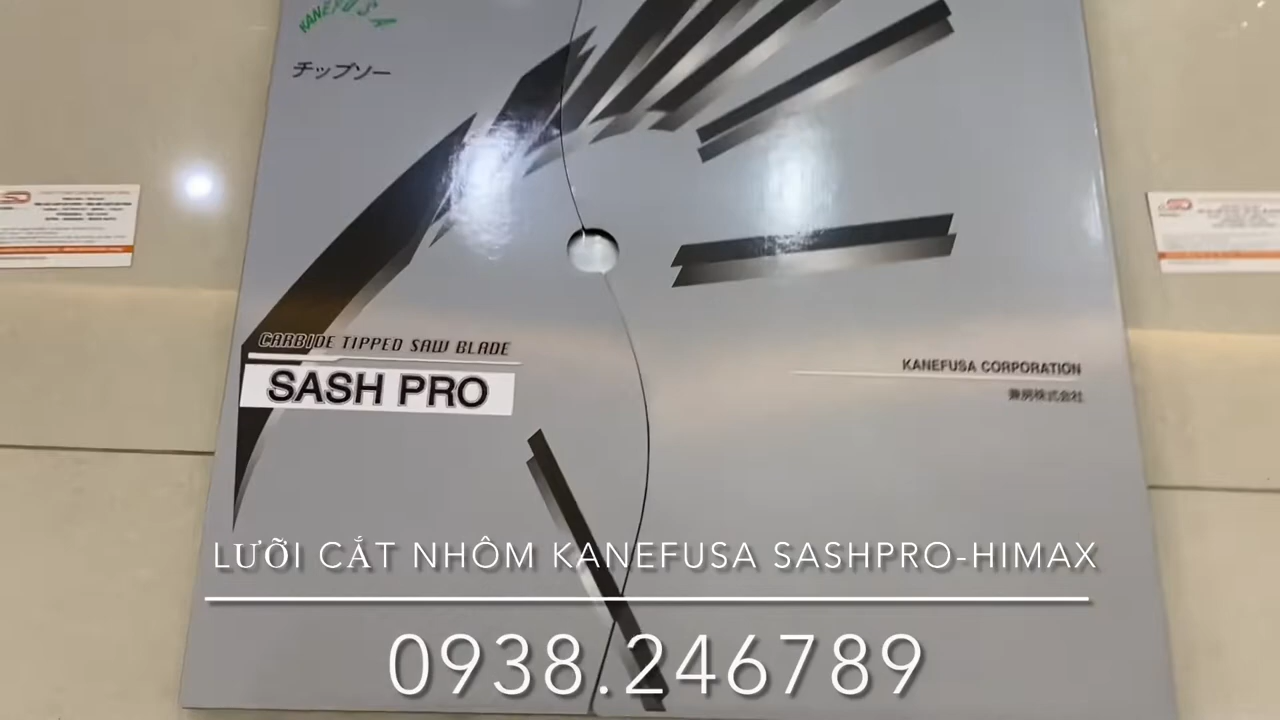 KANEFUSA
チップソー
CARBIDE TIPPED SAW BLADE
SASH PRO
KANEFUSA CORPORATION
兼房株式会社
LƯỠI CẮT NHÔM KANEFUSA SASHPRO-HIMAX
0938.246789